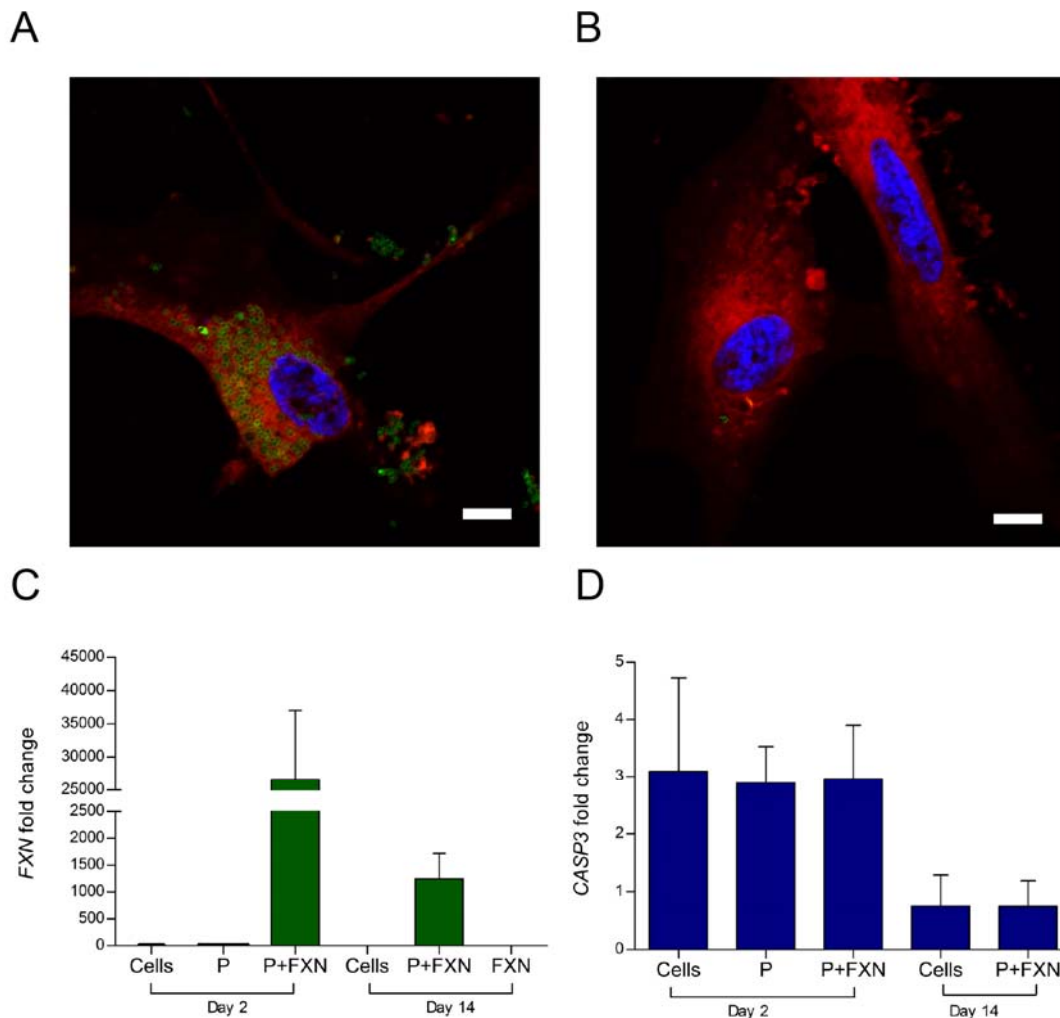 A
B
C
D
FXN fold change
45000
40000
35000
30000
25000
2500
2000
1500
1000
500
0
Cells P P+FXN Cells P+FXN FXN
Day 2 Day 14
CASP3 fold change
5
4
3
2
1
0
Cells P P+FXN Cells P+FXN
Day 2 Day 14